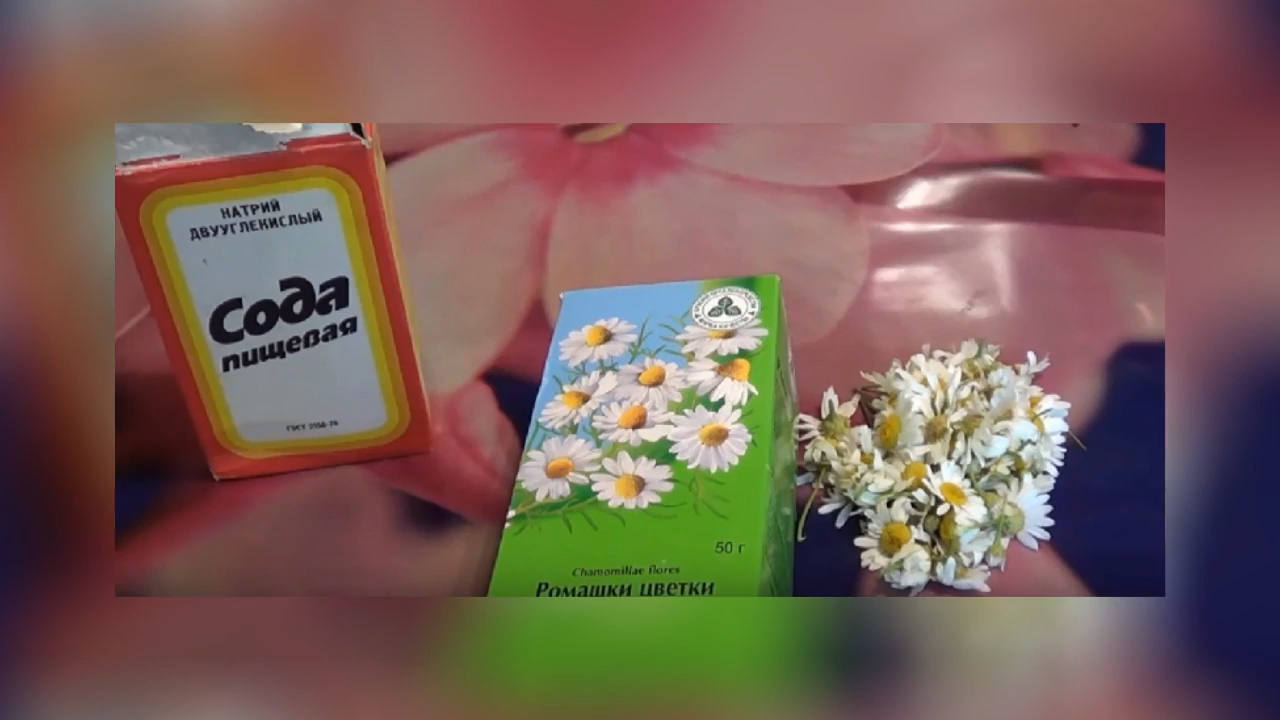 НАТРИЙ
ДВУУГЛЕКИСЛЫЙ
Сода
пищевая
50 г
Chamomillae flores
Ромашки цветки